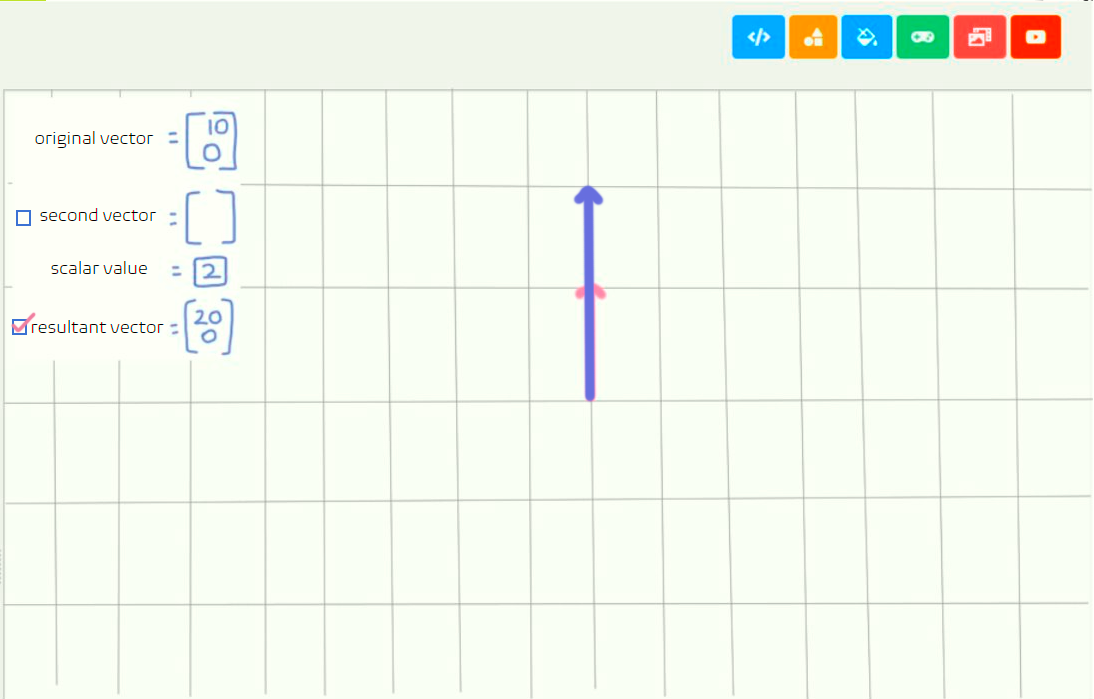 </>
original vector = [10
0]
second vector = [ ]
scalar value = 2
resultant vector = [20
0]